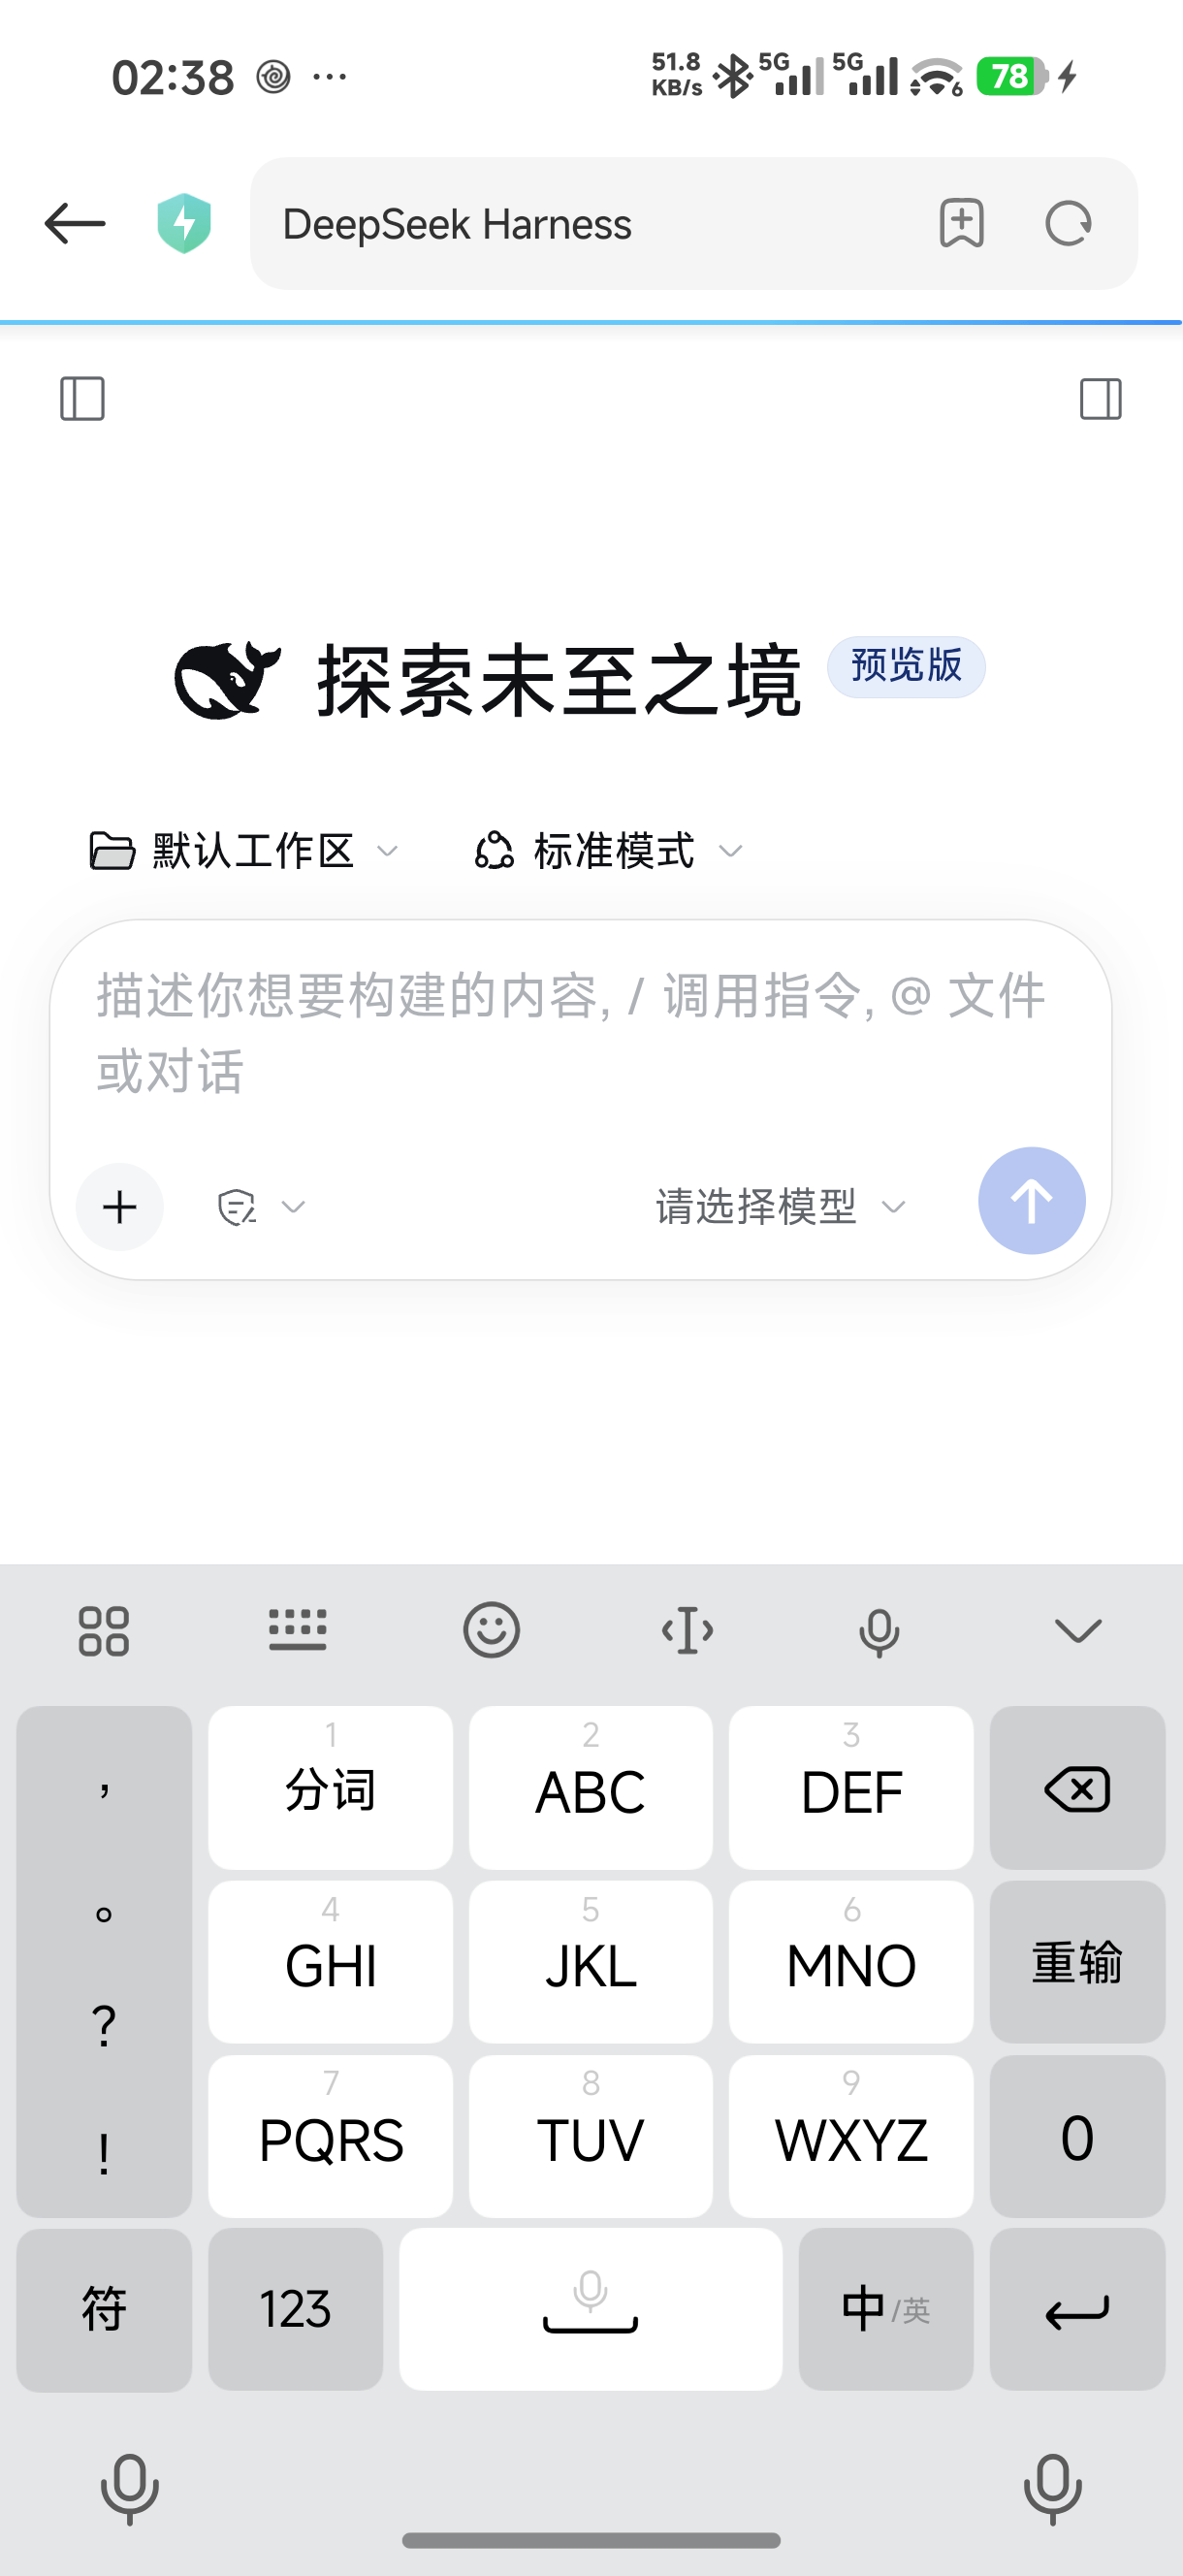 02:38
51.8 KB/s
5G
5G
6
78
DeepSeek Harness
探索未至之境
预览版
默认工作区
标准模式
描述你想要构建的内容, / 调用指令, @ 文件
或对话
请选择模型
,
。
?
!
1
分词
2
ABC
3
DEF
4
GHI
5
JKL
6
MNO
重输
7
PQRS
8
TUV
9
WXYZ
0
符
123
中/英